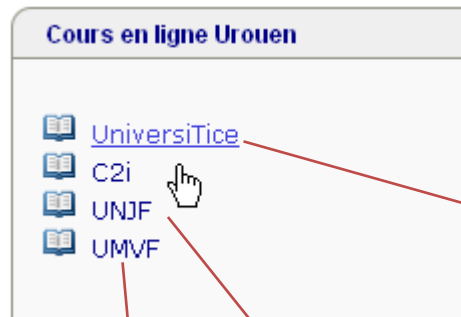 Cours en ligne Urouen
UniversiTice
C2i
UNJF
UMVF